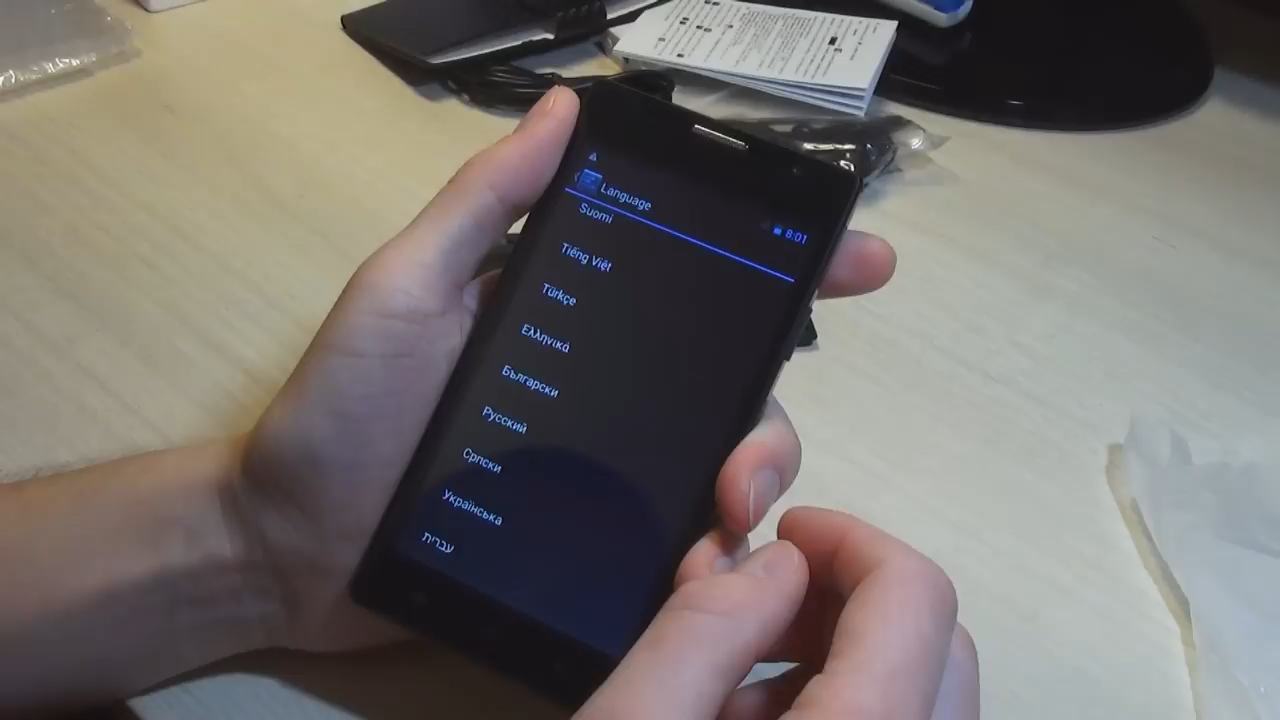 Language
8:01
Suomi
Tiếng Việt
Türkçe
Ελληνικά
Български
Русский
Српски
Українська
עברית